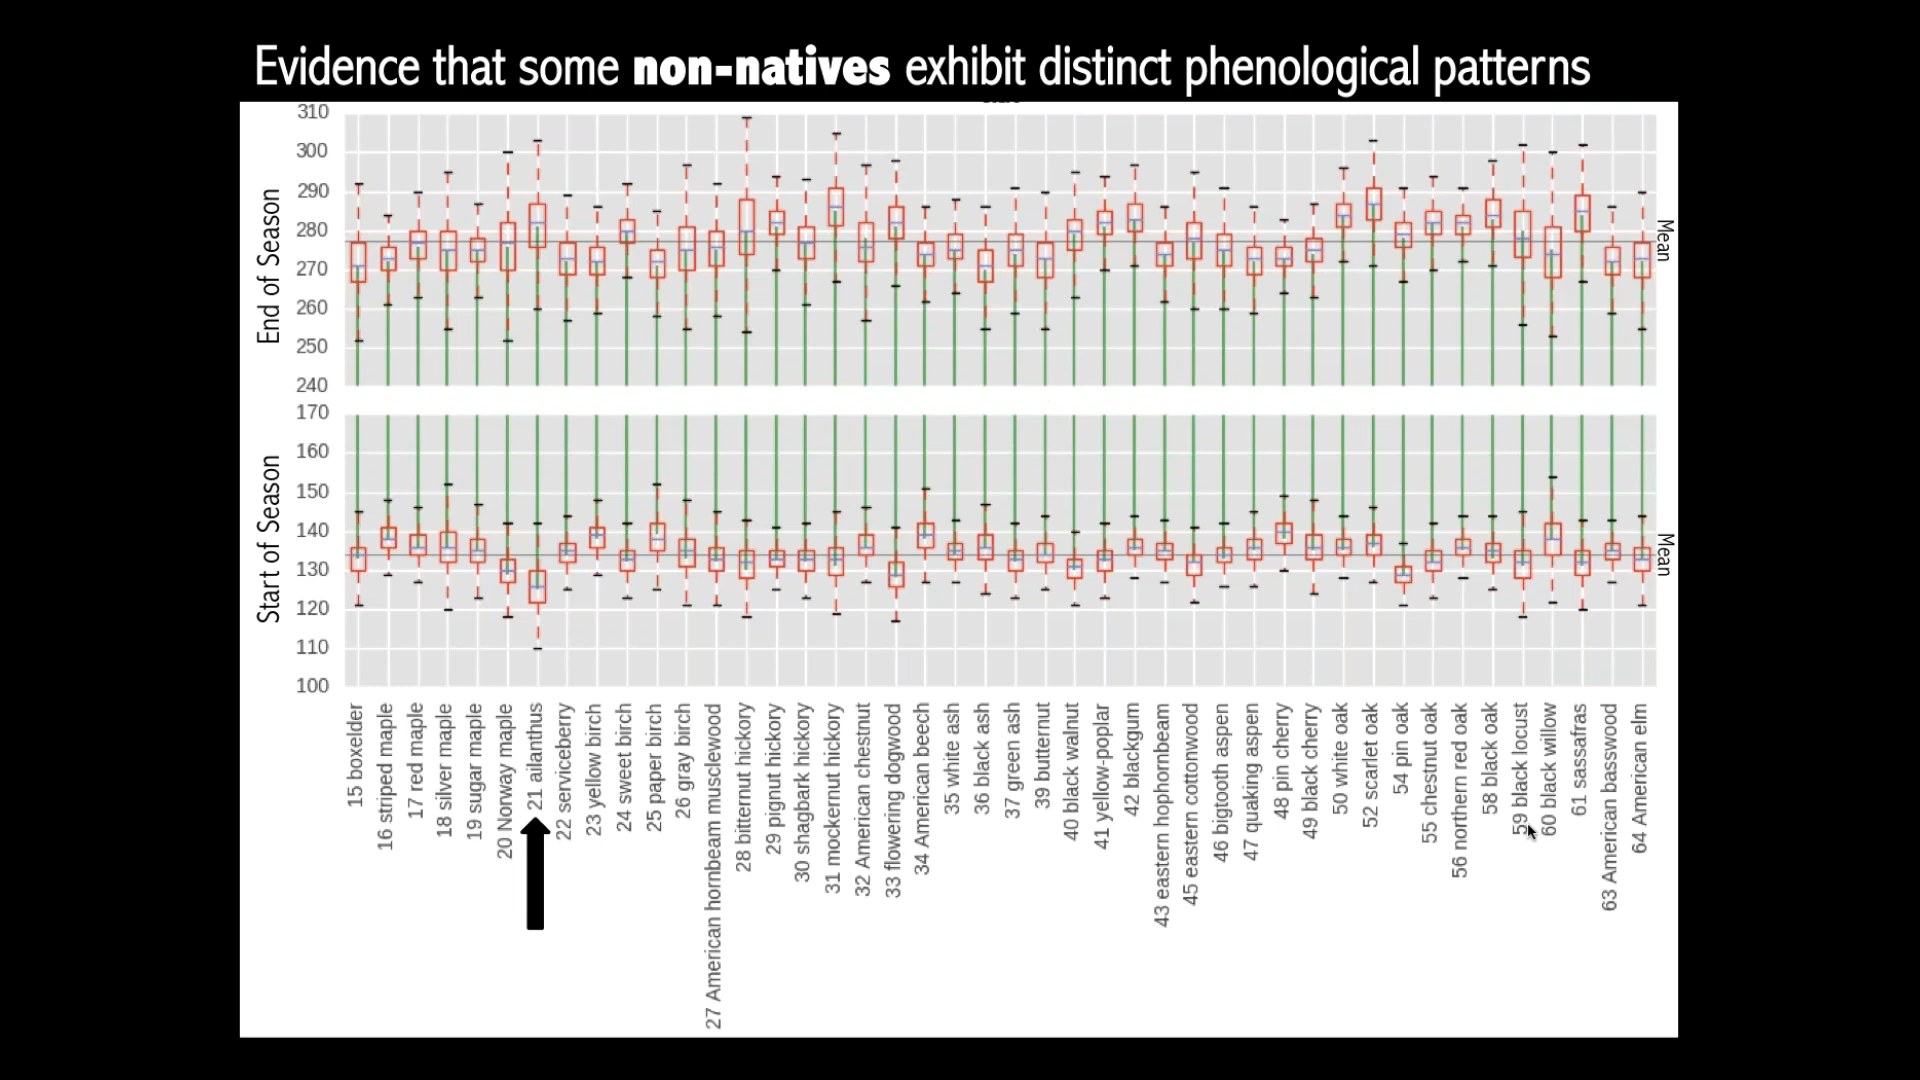 Evidence that some non-natives exhibit distinct phenological patterns
310
300
290
280
270
260
250
240
End of Season
Mean
170
160
150
140
130
120
110
100
Start of Season
Mean
15 boxelder
16 striped maple
17 red maple
18 silver maple
19 sugar maple
20 Norway maple
21 ailanthus
22 serviceberry
23 yellow birch
24 sweet birch
25 paper birch
26 gray birch
27 American hornbeam musclewood
28 bitternut hickory
29 pignut hickory
30 shagbark hickory
31 mockernut hickory
32 American chestnut
33 flowering dogwood
34 American beech
35 white ash
36 black ash
37 green ash
39 butternut
40 black walnut
41 yellow-poplar
42 blackgum
43 eastern hophornbeam
45 eastern cottonwood
46 bigtooth aspen
47 quaking aspen
48 pin cherry
49 black cherry
50 white oak
52 scarlet oak
54 pin oak
55 chestnut oak
56 northern red oak
58 black oak
59 black locust
60 black willow
61 sassafras
63 American basswood
64 American elm